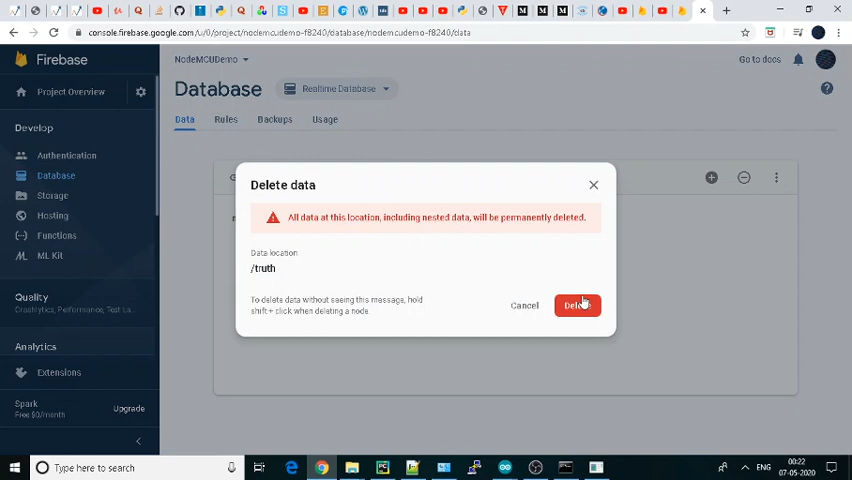 console.firebase.google.com/u/0/project/nodemcudemo-f8240/database/nodemcudemo-f8240/data
Firebase
NodeMCUDemo
Go to docs
Project Overview
Database
Realtime Database
Develop
Data
Rules
Backups
Usage
Authentication
Database
Storage
Hosting
Functions
ML Kit
Delete data
All data at this location, including nested data, will be permanently deleted.
Data location
/truth
To delete data without seeing this message, hold
shift + click when deleting a node.
Cancel
Delete
Quality
Crashlytics, Performance, Test La...
Analytics
Extensions
Spark
Free $0/month
Upgrade
Type here to search
ENG
00:22
07-05-2020